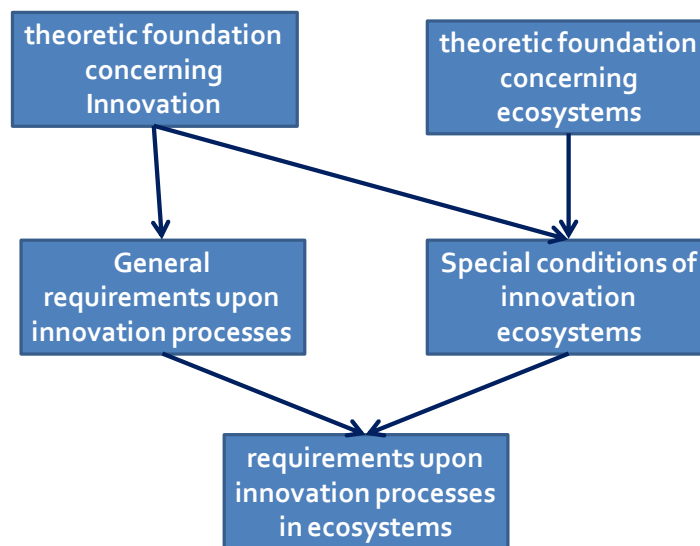 theoretic foundation
concerning
Innovation
theoretic foundation
concerning
ecosystems
General
requirements upon
innovation processes
Special conditions of
innovation
ecosystems
requirements upon
innovation processes
in ecosystems